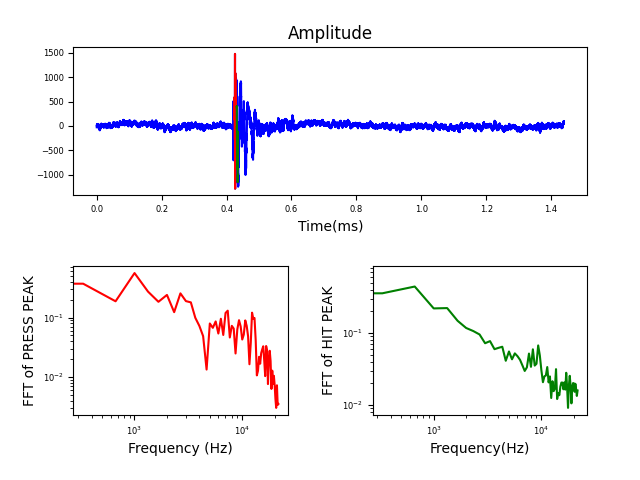 Amplitude
1500
1000
500
0
−500
−1000
0.0 0.2 0.4 0.6 0.8 1.0 1.2 1.4
Time(ms)
FFT of PRESS PEAK
10⁻¹
10⁻²
10³ 10⁴
Frequency (Hz)
FFT of HIT PEAK
10⁻¹
10⁻²
10³ 10⁴
Frequency(Hz)